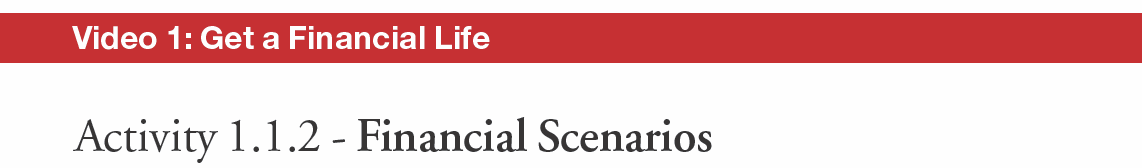 Video 1: Get a Financial Life
Activity 1.1.2 - Financial Scenarios